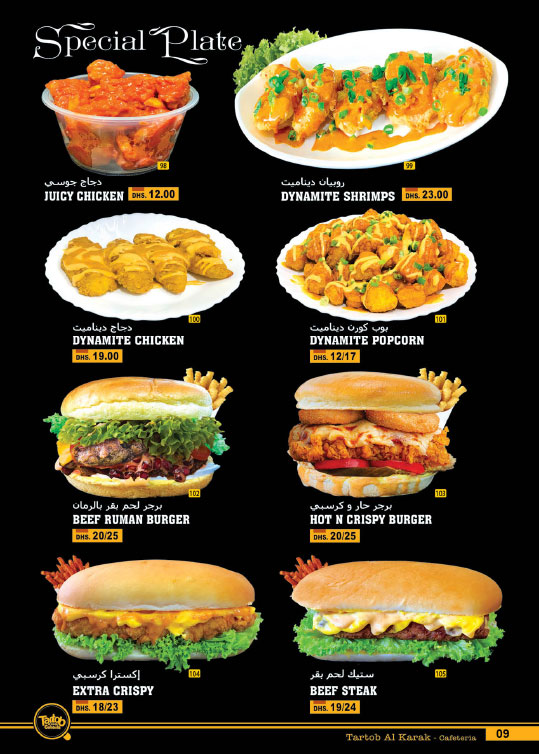 Special Plate
98
99
دجاج جوسي
JUICY CHICKEN DHS. 12.00
روبيان ديناميت
DYNAMITE SHRIMPS DHS. 23.00
100
101
دجاج ديناميت
DYNAMITE CHICKEN
DHS. 19.00
بوب كورن ديناميت
DYNAMITE POPCORN
DHS. 12/17
102
103
برجر لحم بقر بالرمان
BEEF RUMAN BURGER
DHS. 20/25
برجر حار و كرسبي
HOT N CRISPY BURGER
DHS. 20/25
104
105
إكسترا كرسبي
EXTRA CRISPY
DHS. 18/23
ستيك لحم بقر
BEEF STEAK
DHS. 19/24
Tartob
Tartob Al Karak - Cafeteria 09